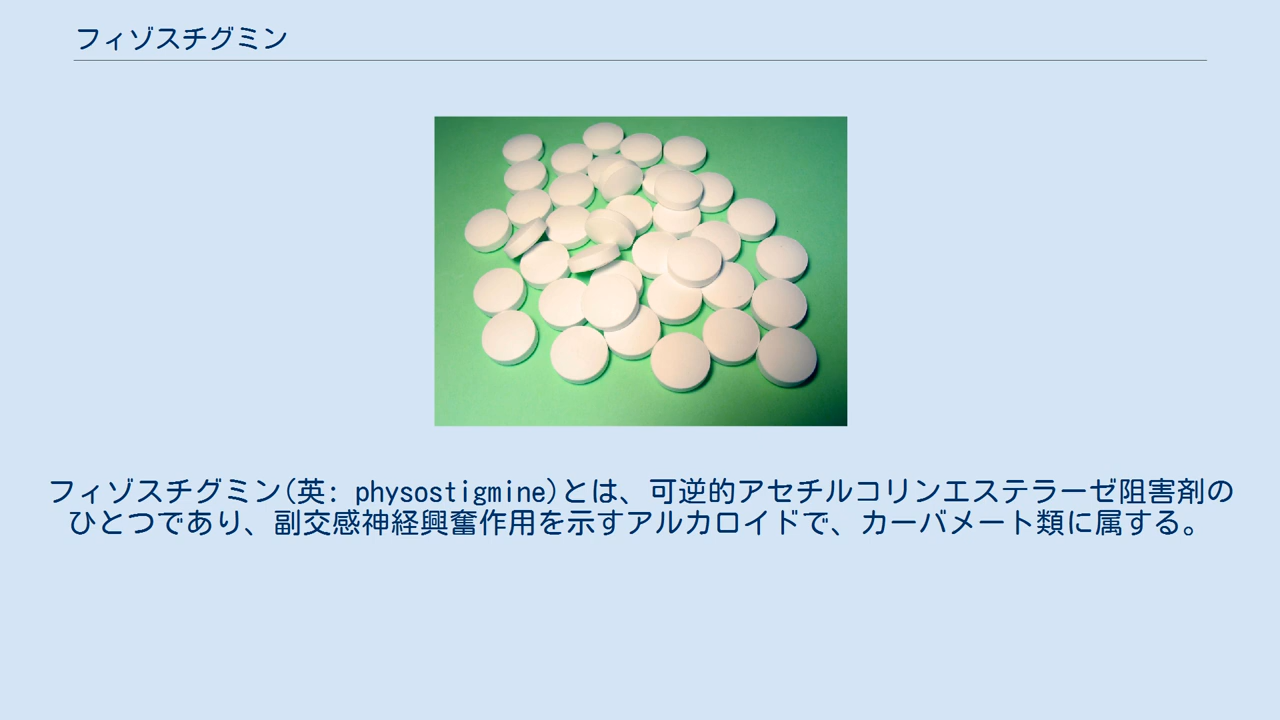 フィゾスチグミン
フィゾスチグミン(英: physostigmine)とは、可逆的アセチルコリンエステラーゼ阻害剤の
ひとつであり、副交感神経興奮作用を示すアルカロイドで、カーバメート類に属する。